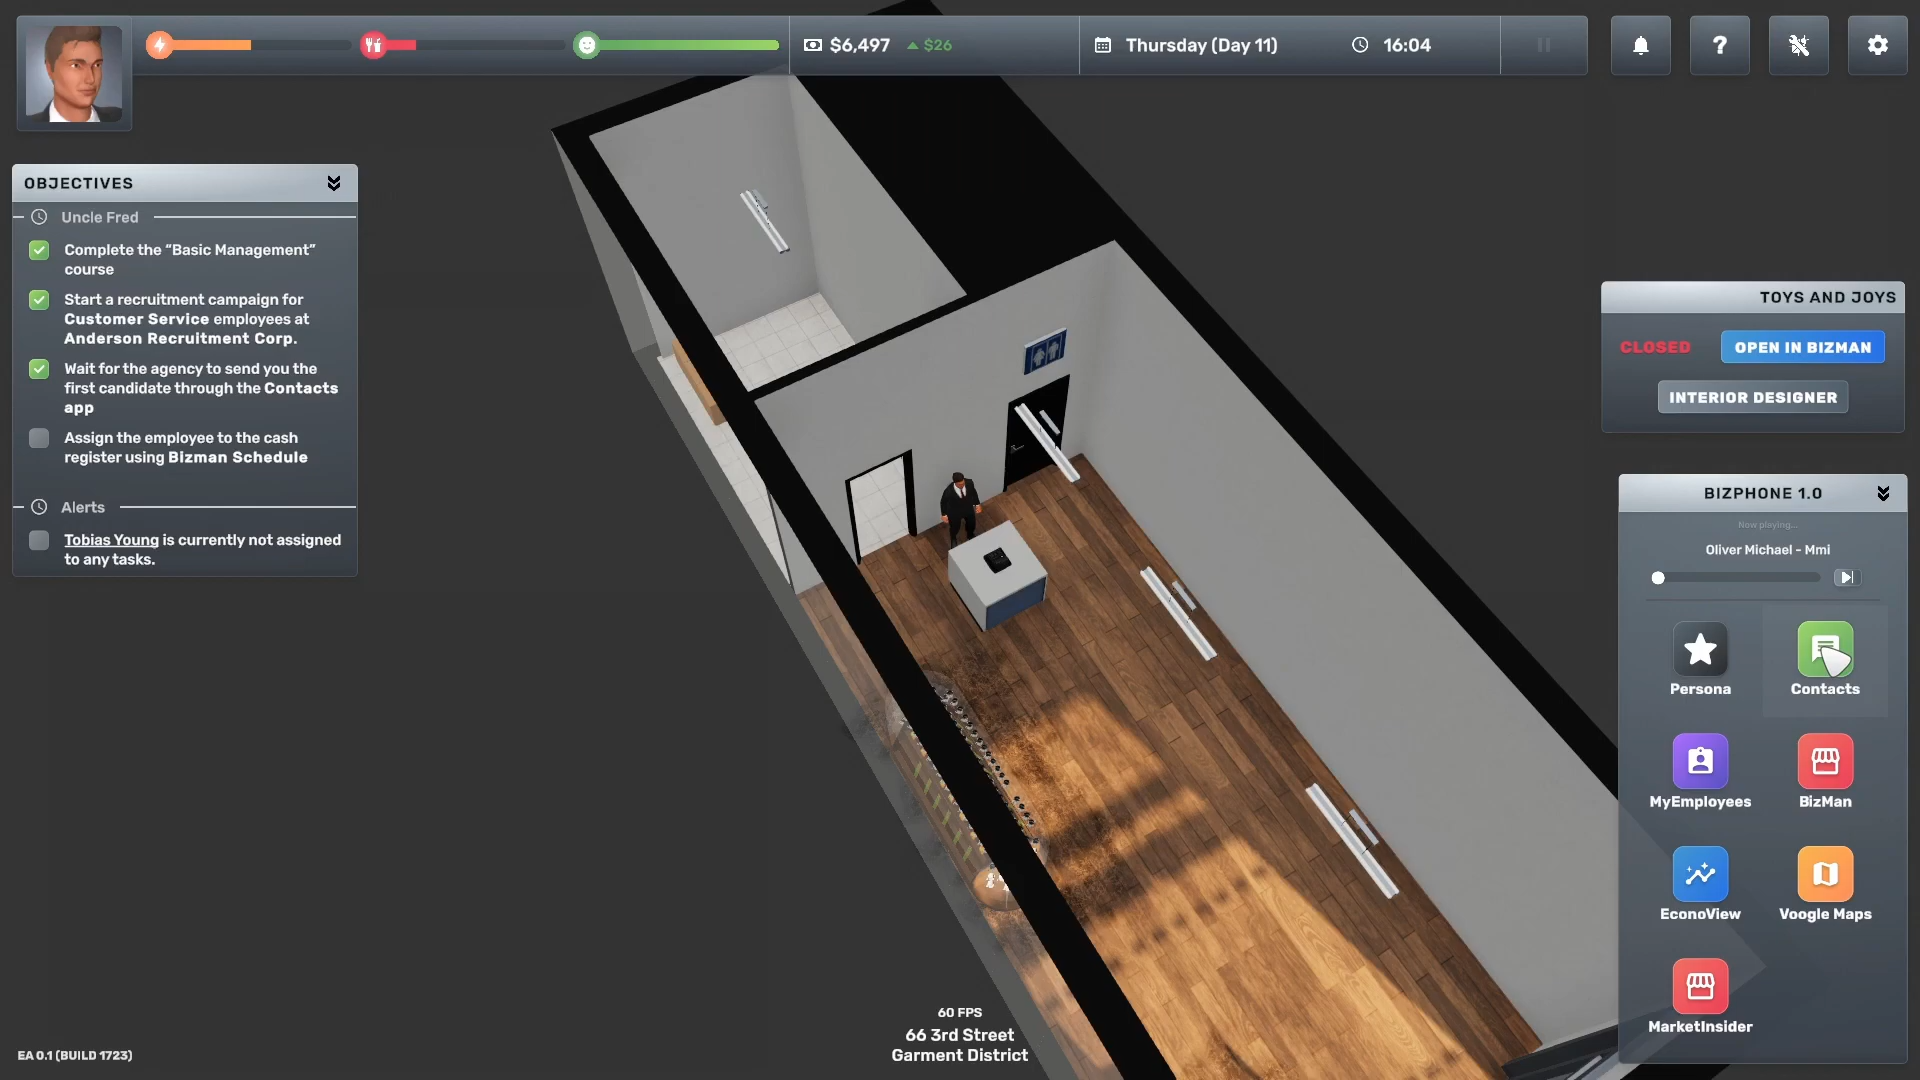 $6,497
$26
Thursday (Day 11)
16:04
?
OBJECTIVES
Uncle Fred
Complete the "Basic Management"
course
Start a recruitment campaign for
Customer Service employees at
Anderson Recruitment Corp.
Wait for the agency to send you the
first candidate through the Contacts
app
Assign the employee to the cash
register using Bizman Schedule
Alerts
Tobias Young is currently not assigned
to any tasks.
TOYS AND JOYS
CLOSED
OPEN IN BIZMAN
INTERIOR DESIGNER
BIZPHONE 1.0
Now playing...
Oliver Michael - Mmi
Persona
Contacts
MyEmployees
BizMan
EconoView
Voogle Maps
MarketInsider
60 FPS
66 3rd Street
Garment District
EA 0.1 (BUILD 1723)